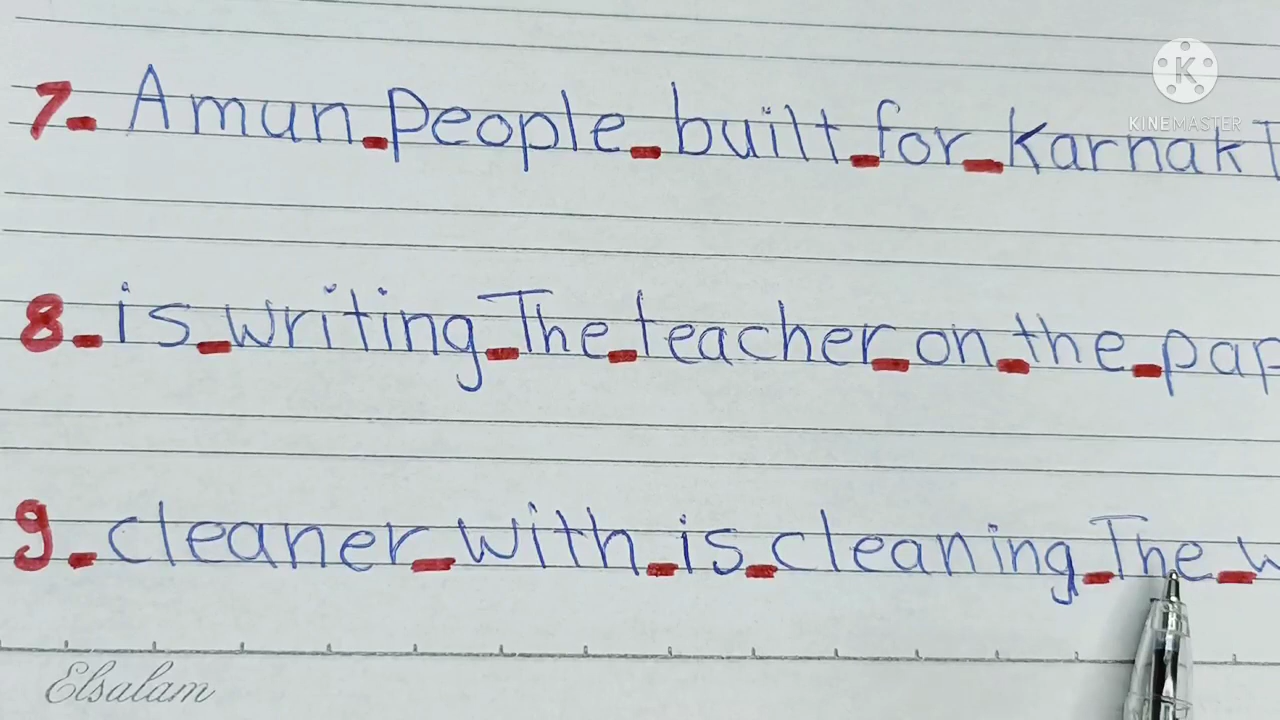 K
KINEMASTER
7- Amun-People-built-for-Karnak T
8-is-writing-The-teacher-on-the-pap
9-cleaner-with-is-cleaning-The-w
Elsalam